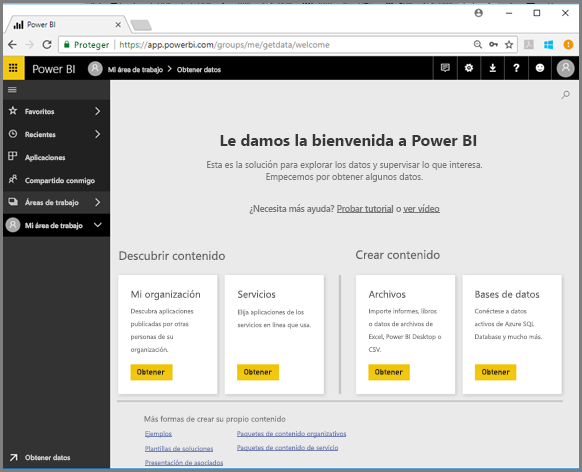 Power BI
Proteger
https://app.powerbi.com/groups/me/getdata/welcome
Power BI
Mi área de trabajo > Obtener datos
Favoritos
Recientes
Aplicaciones
Compartido conmigo
Áreas de trabajo
Mi área de trabajo
Obtener datos
Le damos la bienvenida a Power BI
Esta es la solución para explorar los datos y supervisar lo que interesa.
Empecemos por obtener algunos datos.
¿Necesita más ayuda? Probar tutorial o ver vídeo
Descubrir contenido
Mi organización
Descubra aplicaciones
publicadas por otras
personas de su
organización.
Obtener
Servicios
Elija aplicaciones de los
servicios en línea que usa.
Obtener
Crear contenido
Archivos
Importe informes, libros
o datos de archivos de
Excel, Power BI Desktop o
CSV.
Obtener
Bases de datos
Conéctese a datos
activos de Azure SQL
Database y mucho más.
Obtener
Más formas de crear su propio contenido
Ejemplos
Plantillas de soluciones
Presentación de asociados
Paquetes de contenido organizativos
Paquetes de contenido de servicio